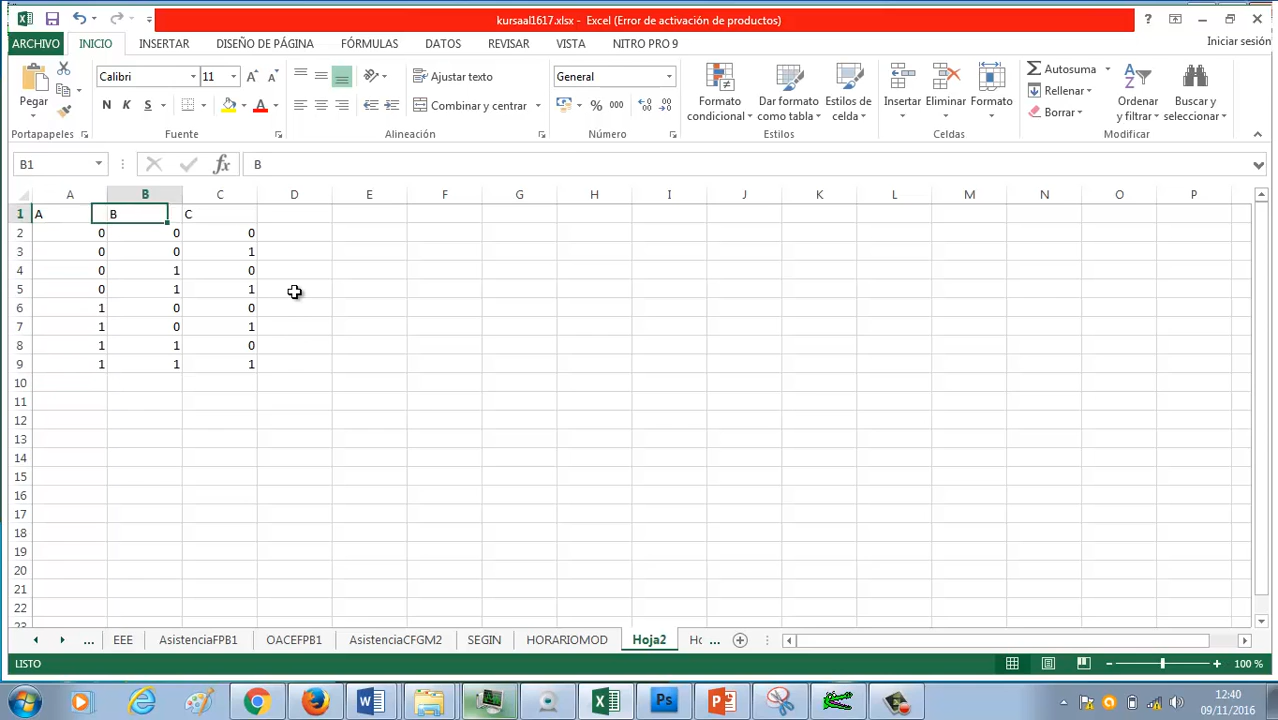 kursaal1617.xlsx - Excel (Error de activación de productos)
ARCHIVO INICIO INSERTAR DISEÑO DE PÁGINA FÓRMULAS DATOS REVISAR VISTA NITRO PRO 9 Iniciar sesión
Pegar
Portapapeles
Calibri 11
N K S A
Fuente
Ajustar texto
Combinar y centrar
Alineación
General
% 000
Número
Formato condicional
Dar formato como tabla
Estilos de celda
Estilos
Insertar Eliminar Formato
Celdas
Autosuma
Rellenar
Borrar
Ordenar y filtrar
Buscar y seleccionar
Modificar
B1 fx B
A B C D E F G H I J K L M N O P
1 A B C
2 0 0 0
3 0 0 1
4 0 1 0
5 0 1 1
6 1 0 0
7 1 0 1
8 1 1 0
9 1 1 1
10
11
12
13
14
15
16
17
18
19
20
21
22
23
... EEE AsistenciaFPB1 OACEFPB1 AsistenciaCFGM2 SEGIN HORARIOMOD Hoja2 Ho ...
LISTO 100 %
12:40
09/11/2016